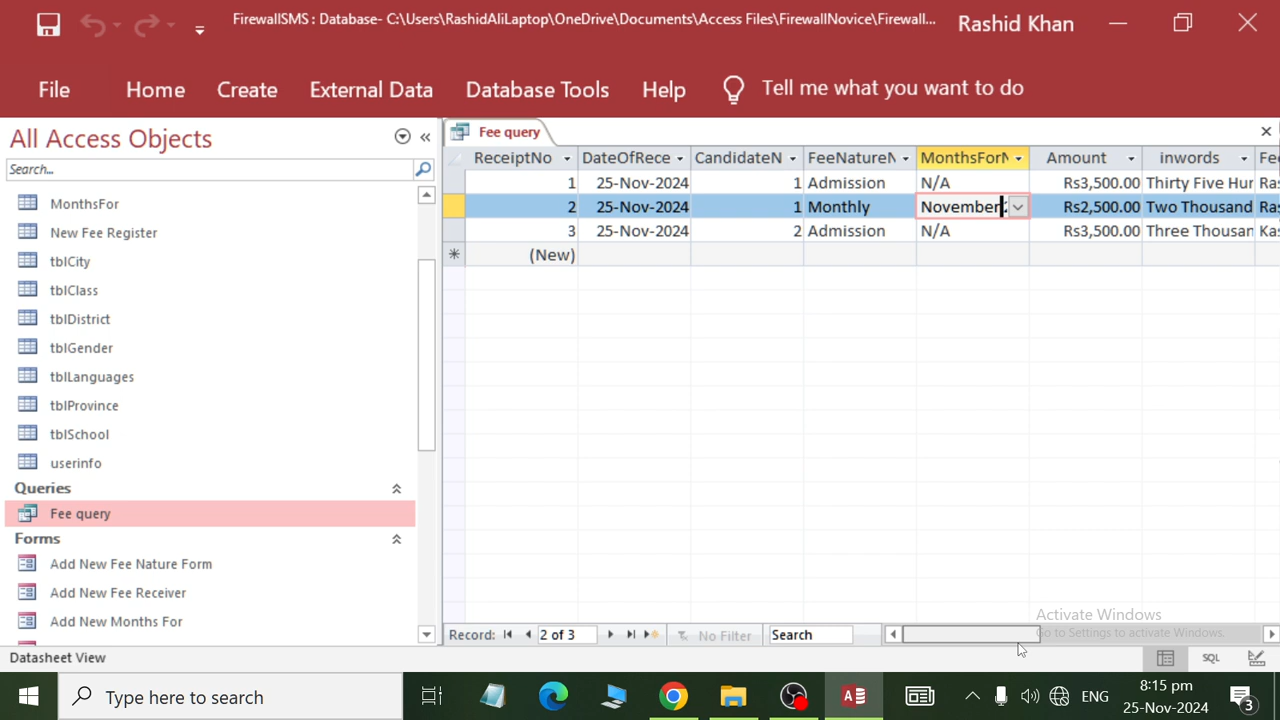 FirewallSMS : Database- C:\Users\RashidAliLaptop\OneDrive\Documents\Access Files\FirewallNovice\Firewall...
Rashid Khan
File Home Create External Data Database Tools Help Tell me what you want to do
All Access Objects
Search...
MonthsFor
New Fee Register
tblCity
tblClass
tblDistrict
tblGender
tblLanguages
tblProvince
tblSchool
userinfo
Queries
Fee query
Forms
Add New Fee Nature Form
Add New Fee Receiver
Add New Months For
Fee query
ReceiptNo DateOfRece CandidateN FeeNatureN MonthsForN Amount inwords Fee
1 25-Nov-2024 1 Admission N/A Rs3,500.00 Thirty Five Hur Ras
2 25-Nov-2024 1 Monthly November Rs2,500.00 Two Thousand Ras
3 25-Nov-2024 2 Admission N/A Rs3,500.00 Three Thousan Kas
* (New)
Record: 2 of 3 No Filter Search
Activate Windows
Go to Settings to activate Windows.
Datasheet View
SQL
Type here to search
ENG
8:15 pm
25-Nov-2024
3